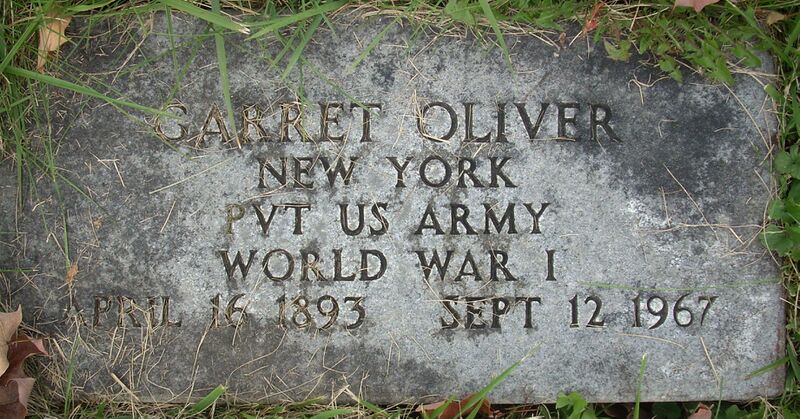 GARRET OLIVER
NEW YORK
PVT US ARMY
WORLD WAR I
APRIL 16 1893 SEPT 12 1967